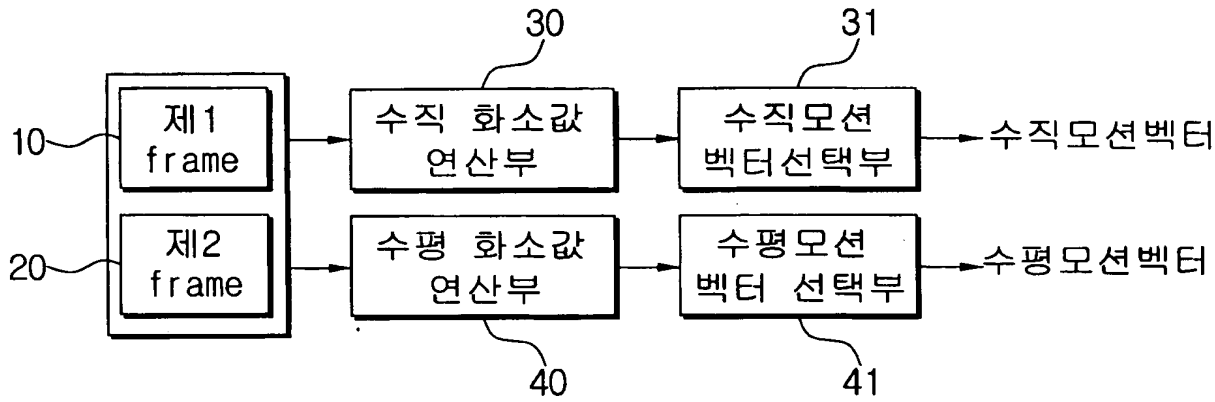 30
31
제1
frame
10
수직 화소값
연산부
수직모션
벡터선택부
수직모션벡터
제2
frame
20
수평 화소값
연산부
수평모션
벡터 선택부
수평모션벡터
40
41